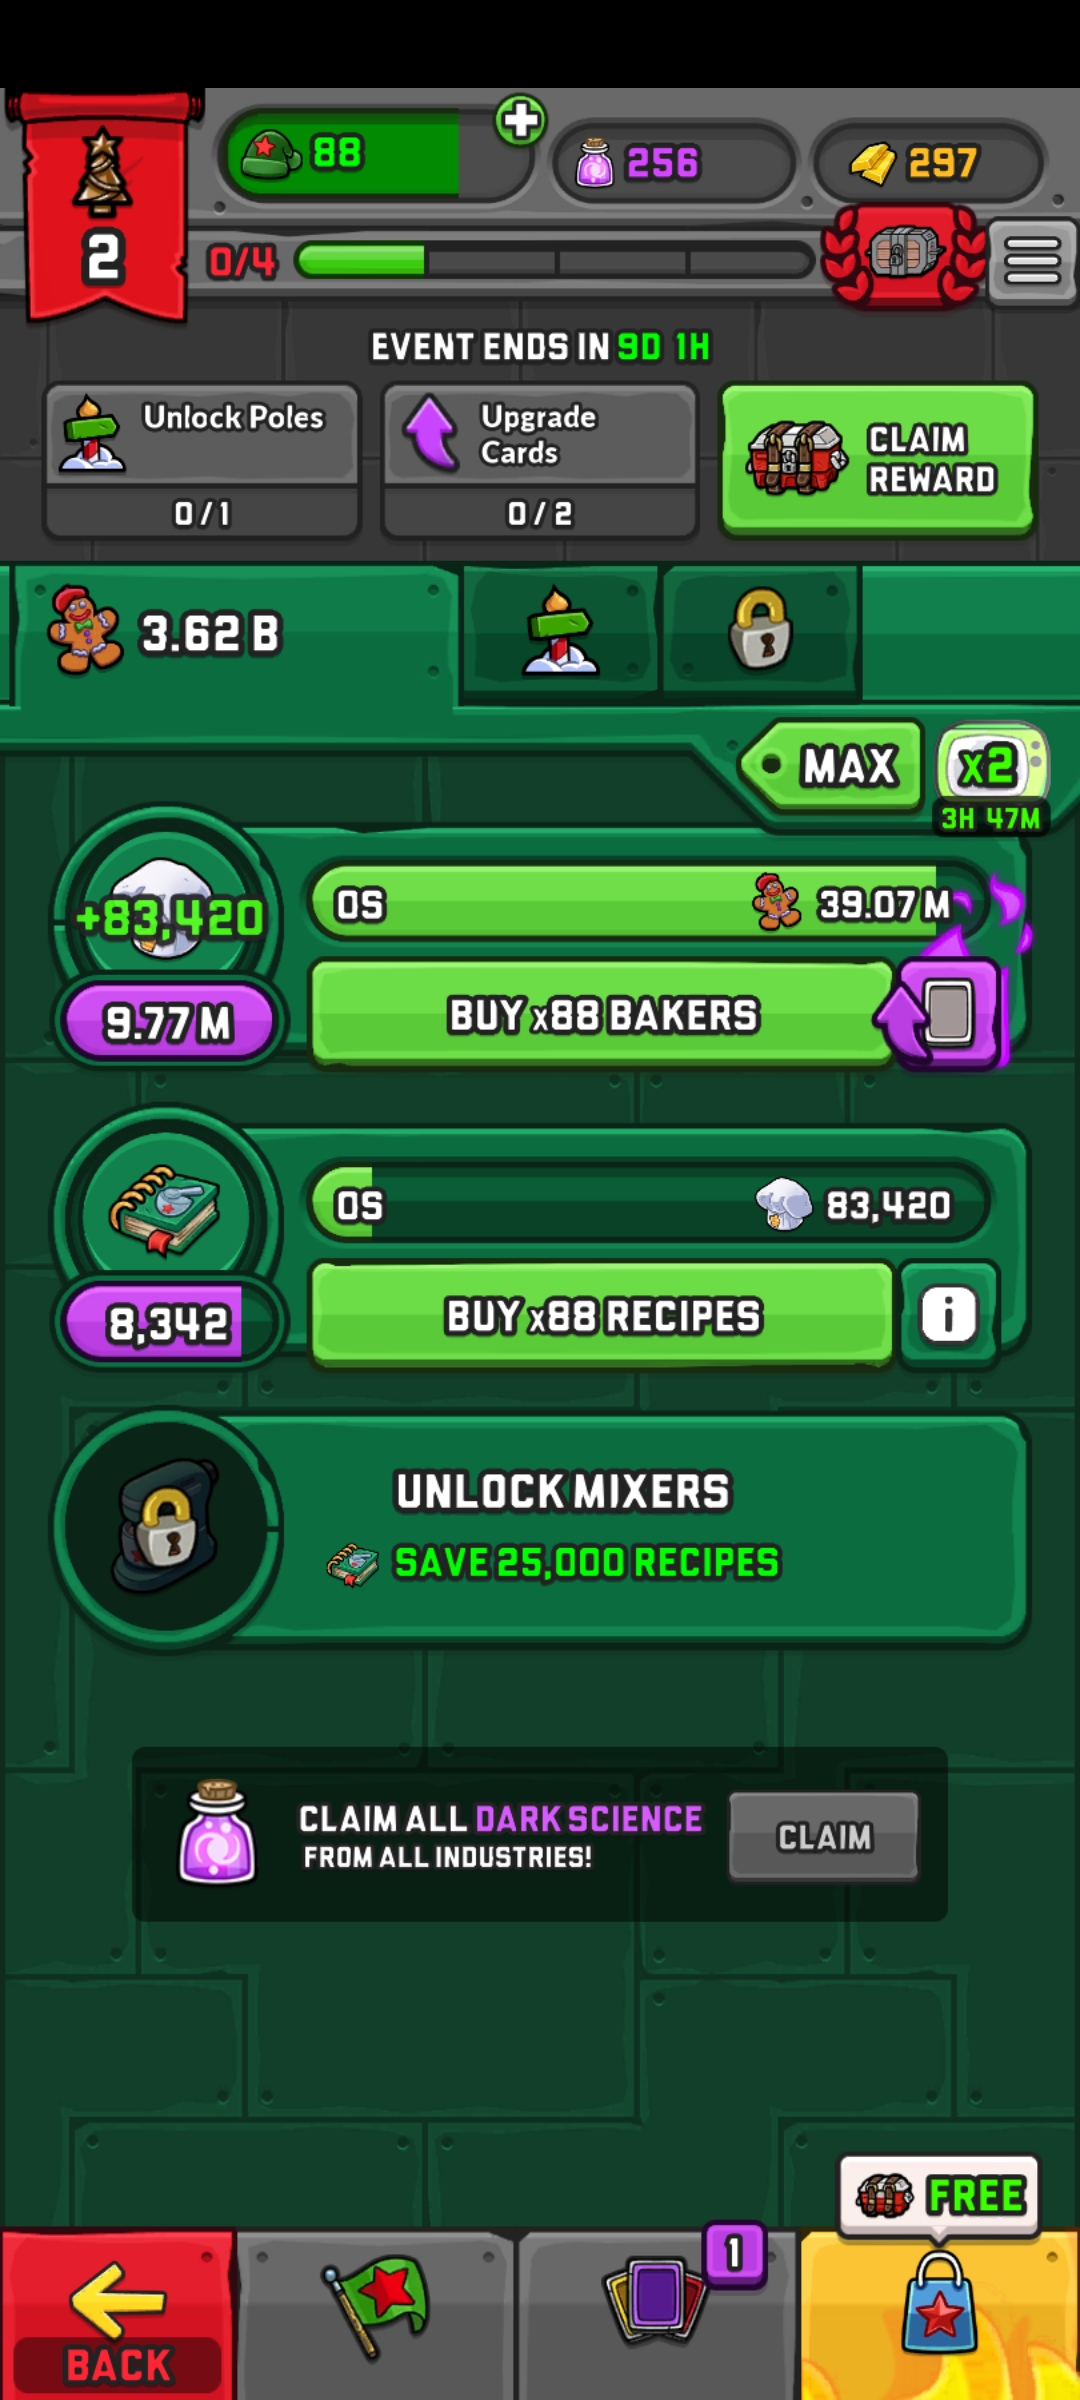 88
256
297
2
0/4
EVENT ENDS IN 9D 1H
Unlock Poles
0/1
Upgrade
Cards
0/2
CLAIM
REWARD
3.62 B
MAX
x2
3H 47M
+83,420
0S
39.07 M
9.77 M
BUY x88 BAKERS
0S
83,420
8,342
BUY x88 RECIPES
i
UNLOCK MIXERS
SAVE 25,000 RECIPES
CLAIM ALL DARK SCIENCE
FROM ALL INDUSTRIES!
CLAIM
FREE
1
BACK